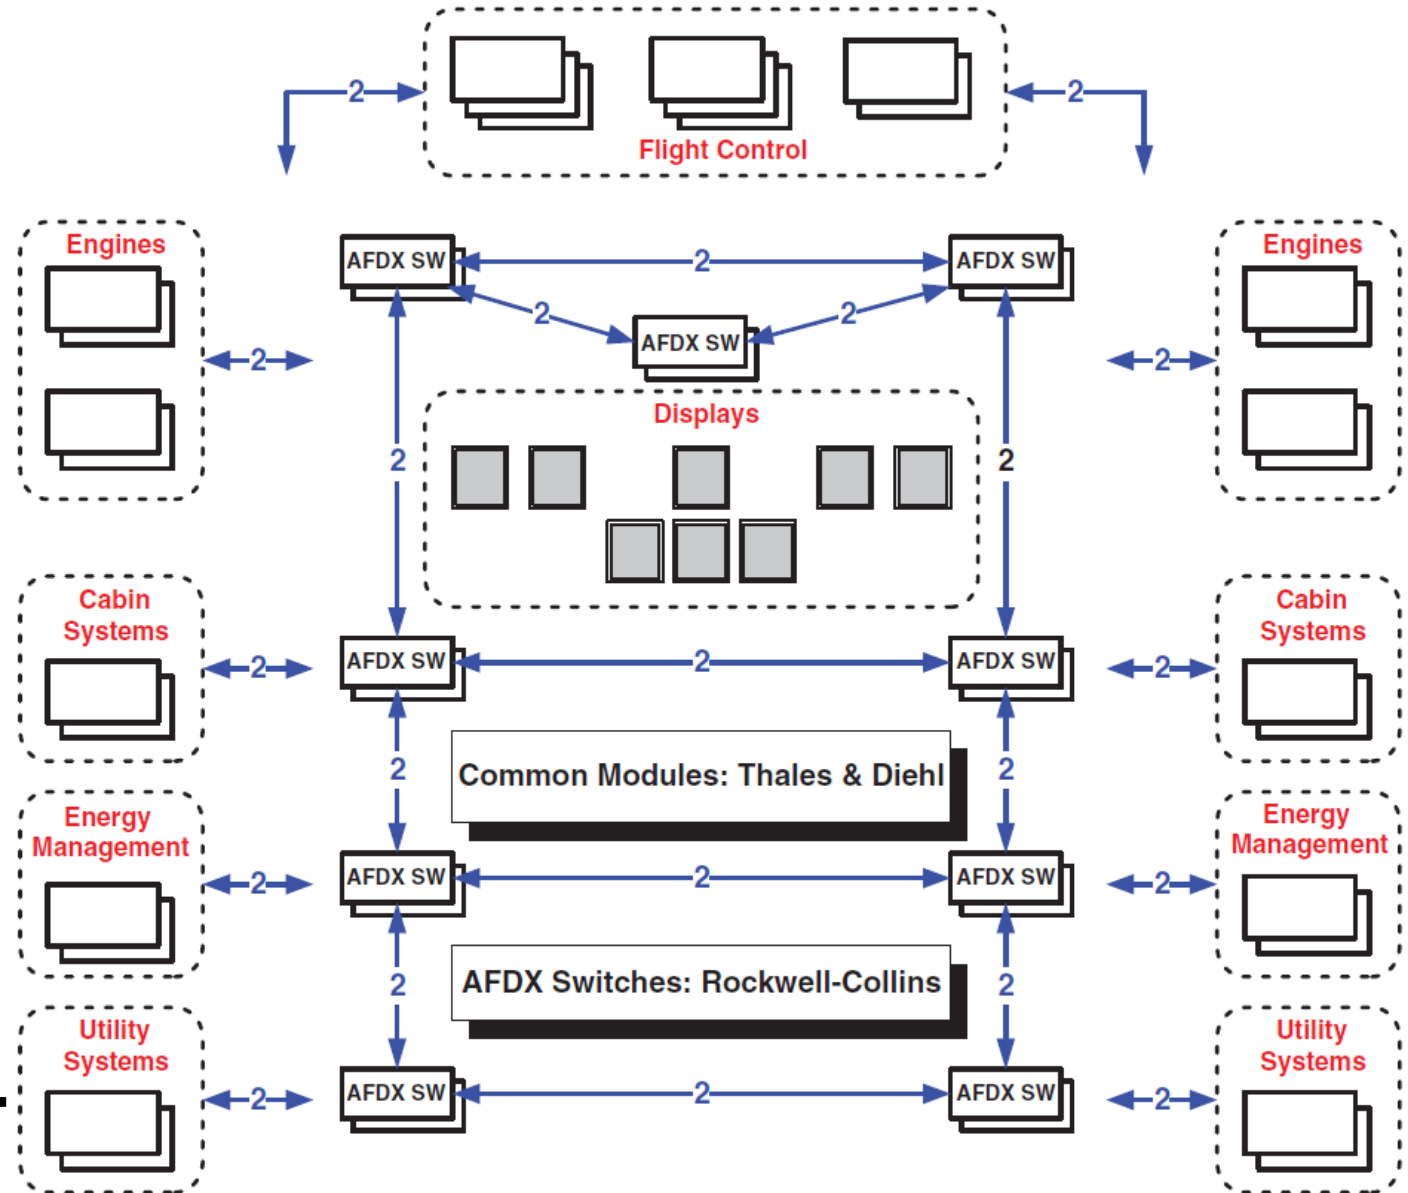 2
2
Flight Control
Engines
Engines
AFDX SW
2
AFDX SW
2
2
AFDX SW
2
2
Displays
2
2
Cabin
Systems
Cabin
Systems
2
AFDX SW
2
AFDX SW
2
2
Common Modules: Thales & Diehl
2
Energy
Management
Energy
Management
2
AFDX SW
2
AFDX SW
2
2
AFDX Switches: Rockwell-Collins
2
Utility
Systems
Utility
Systems
2
AFDX SW
2
AFDX SW
2